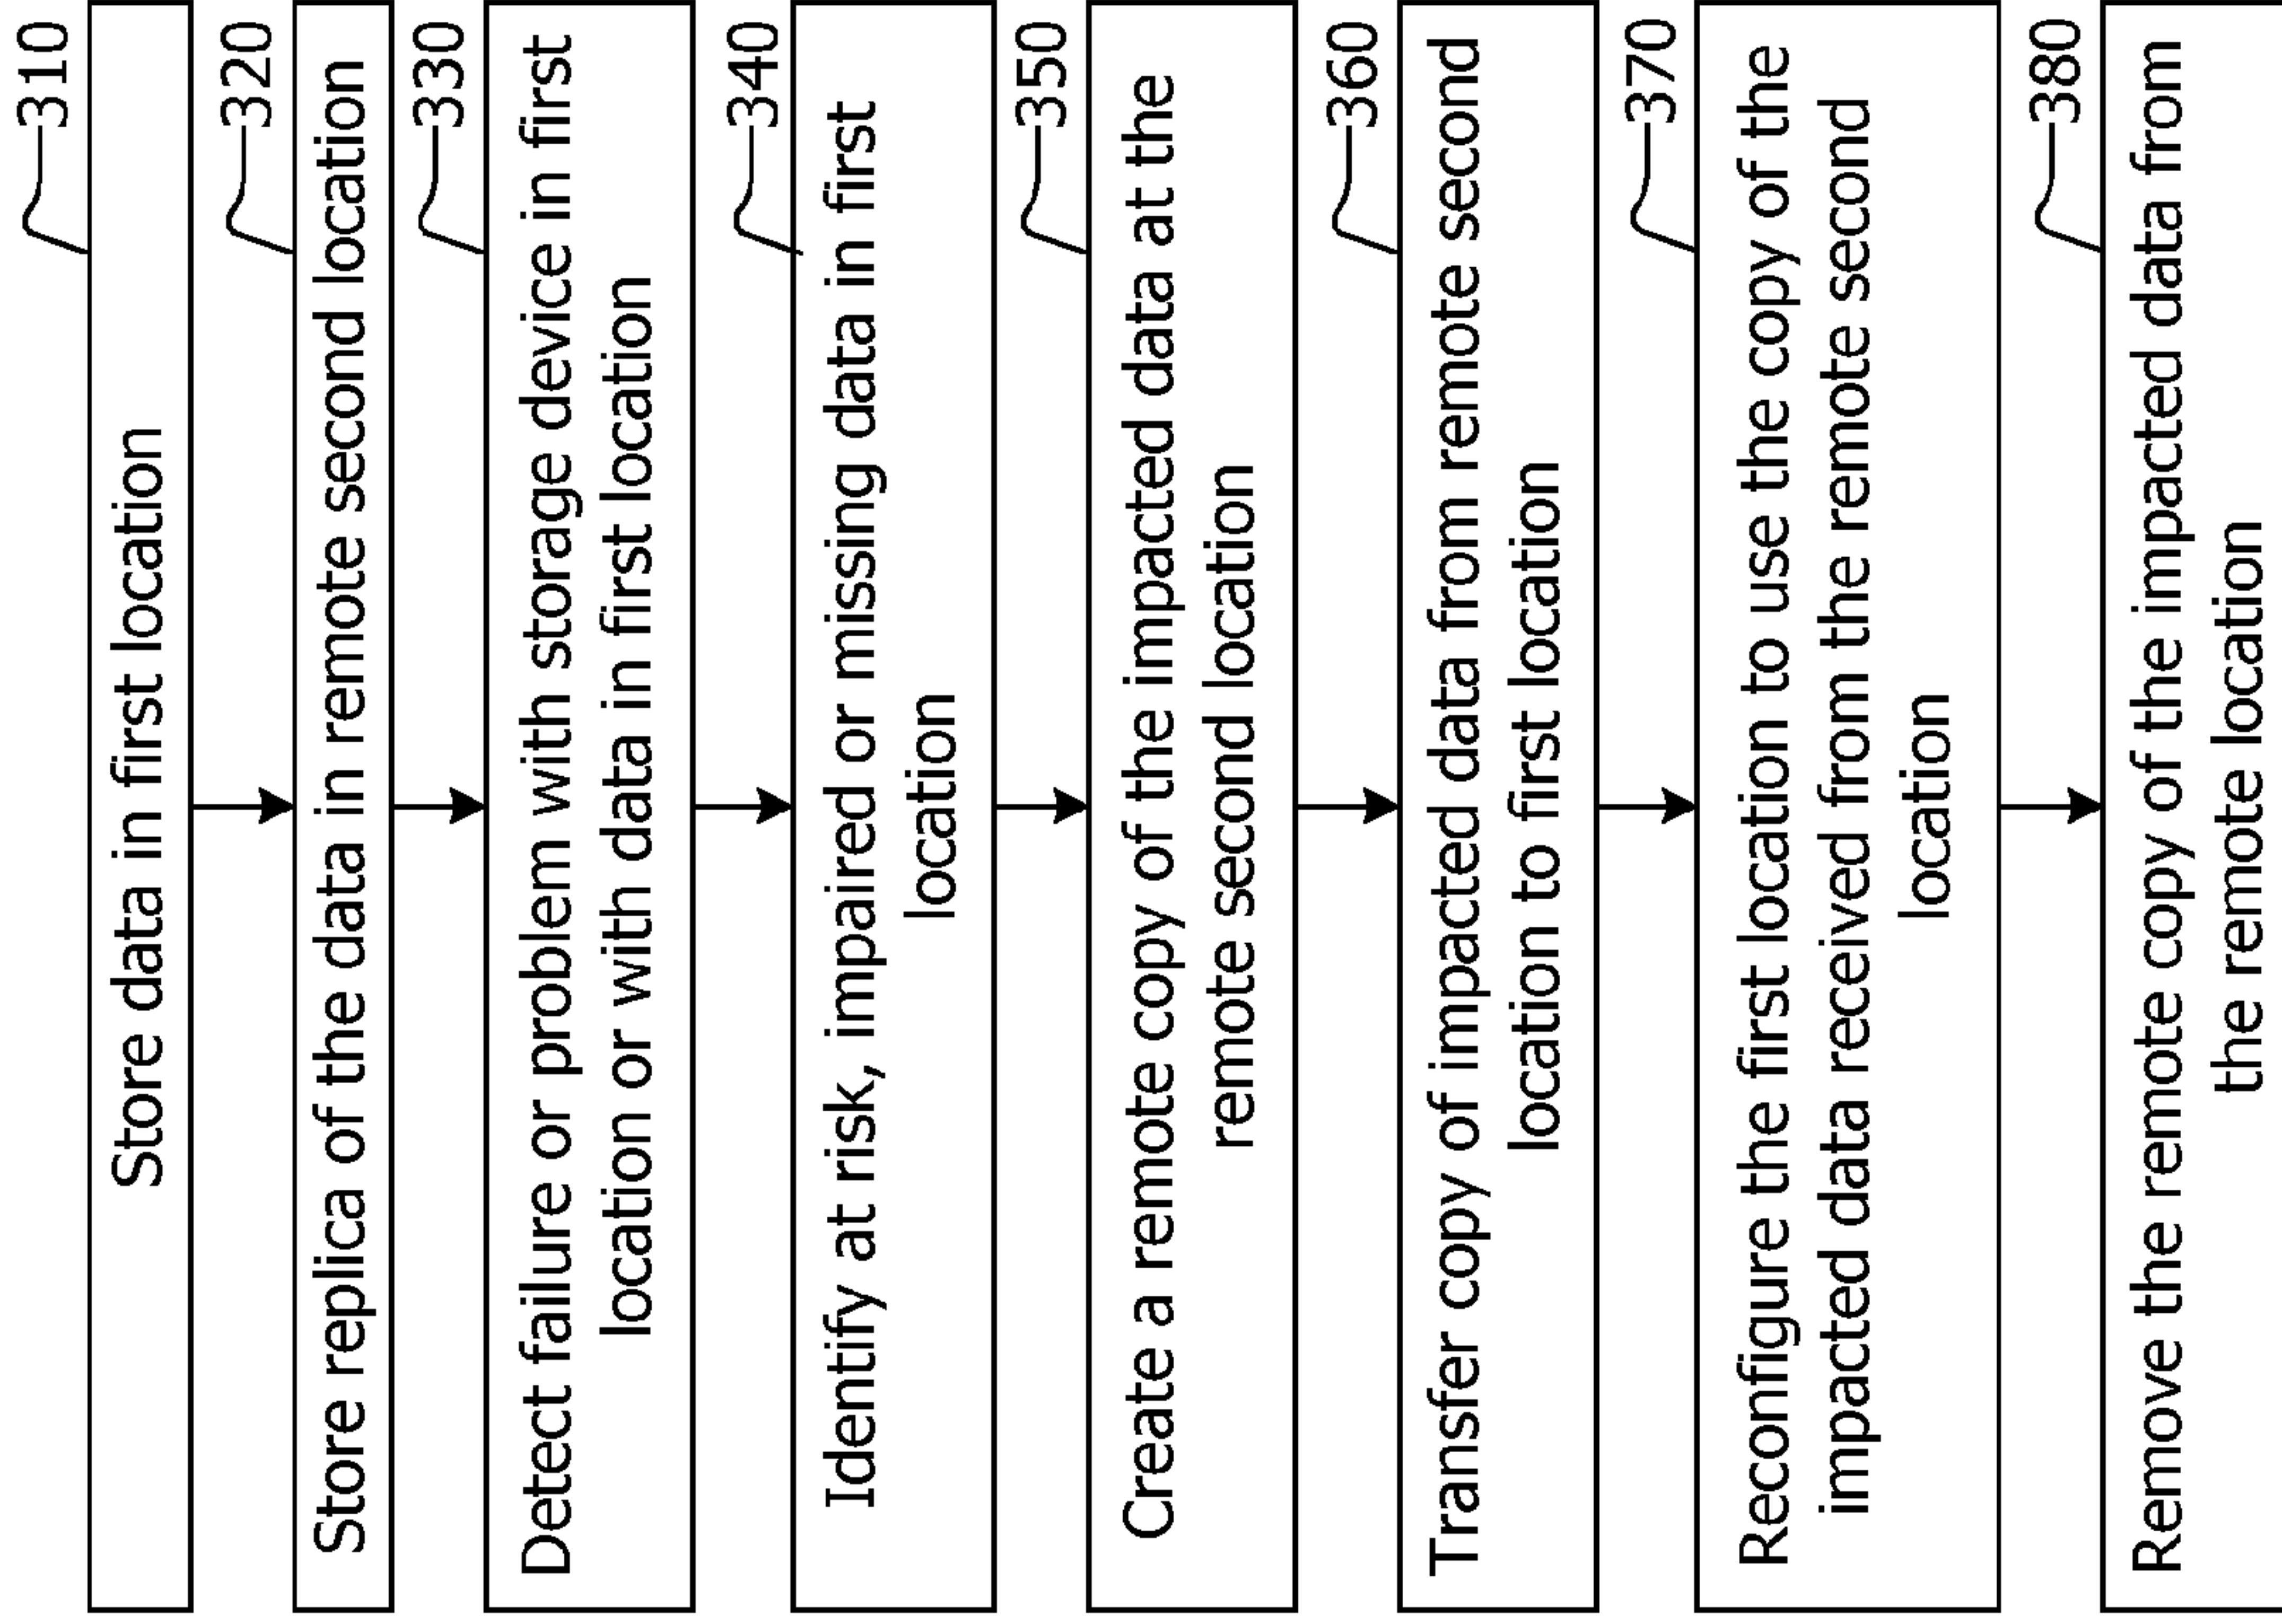 310
Store data in first location
320
Store replica of the data in remote second location
330
Detect failure or problem with storage device in first
location or with data in first location
340
Identify at risk, impaired or missing data in first
location
350
Create a remote copy of the impacted data at the
remote second location
360
Transfer copy of impacted data from remote second
location to first location
370
Reconfigure the first location to use the copy of the
impacted data received from the remote second
location
380
Remove the remote copy of the impacted data from
the remote location